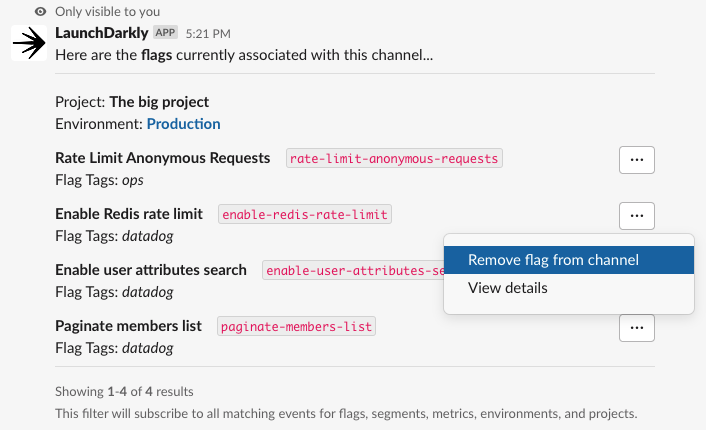 Only visible to you
LaunchDarkly APP 5:21 PM
Here are the flags currently associated with this channel...
Project: The big project
Environment: Production
Rate Limit Anonymous Requests rate-limit-anonymous-requests
Flag Tags: ops
Enable Redis rate limit enable-redis-rate-limit
Flag Tags: datadog
Remove flag from channel
Enable user attributes search enable-user-attributes-se
View details
Flag Tags: datadog
Paginate members list paginate-members-list
Flag Tags: datadog
Showing 1-4 of 4 results
This filter will subscribe to all matching events for flags, segments, metrics, environments, and projects.